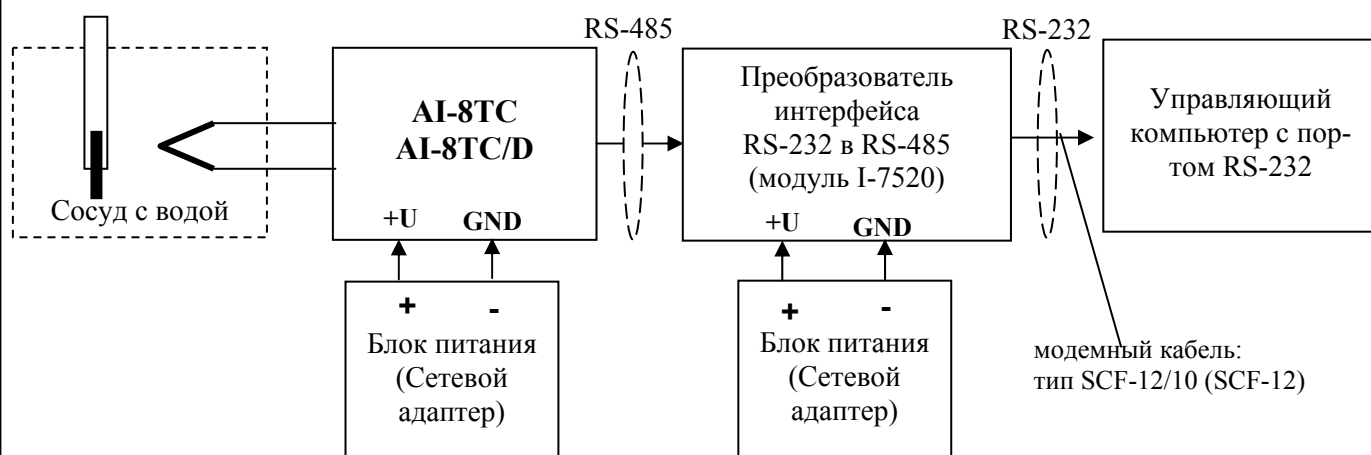 RS-485
RS-232
AI-8TC
AI-8TC/D
+U GND
Сосуд с водой
Преобразователь
интерфейса
RS-232 в RS-485
(модуль I-7520)
+U GND
Управляющий
компьютер с пор-
том RS-232
+ -
Блок питания
(Сетевой
адаптер)
+ -
Блок питания
(Сетевой
адаптер)
модемный кабель:
тип SCF-12/10 (SCF-12)